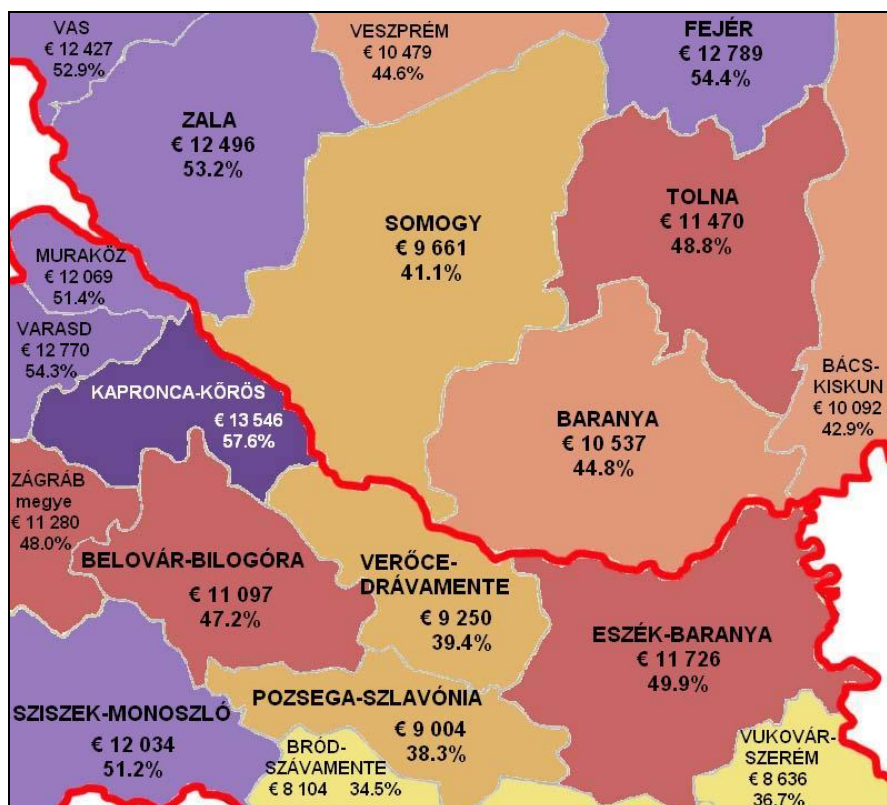 VAS
€ 12 427
52.9%
VESZPRÉM
€ 10 479
44.6%
FEJÉR
€ 12 789
54.4%
ZALA
€ 12 496
53.2%
SOMOGY
€ 9 661
41.1%
TOLNA
€ 11 470
48.8%
MURAKÖZ
€ 12 069
51.4%
VARASD
€ 12 770
54.3%
KAPRONCA-KŐRÖS
€ 13 546
57.6%
BARANYA
€ 10 537
44.8%
BÁCS-
KISKUN
€ 10 092
42.9%
ZÁGRÁB
megye
€ 11 280
48.0%
BELOVÁR-BILOGÓRA
€ 11 097
47.2%
VERŐCE-
DRÁVAMENTE
€ 9 250
39.4%
ESZÉK-BARANYA
€ 11 726
49.9%
SZISZEK-MONOSZLÓ
€ 12 034
51.2%
POZSEGA-SZLAVÓNIA
€ 9 004
38.3%
BRÓD-
SZÁVAMENTE
€ 8 104 34.5%
VUKOVÁR-
SZERÉM
€ 8 636
36.7%